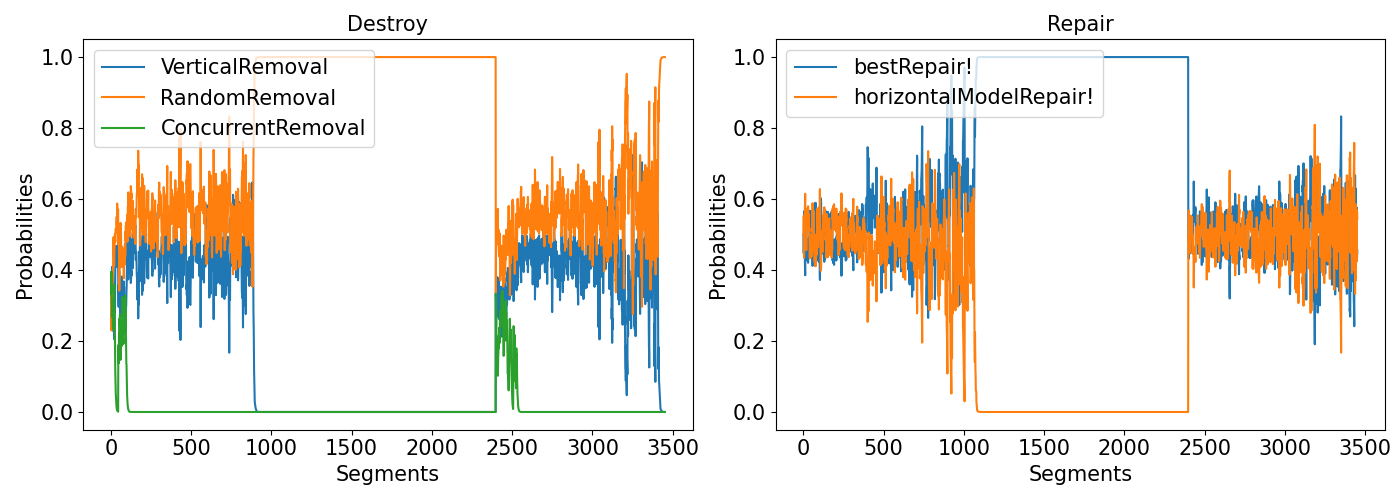 Destroy
Probabilities
1.0
0.8
0.6
0.4
0.2
0.0
VerticalRemoval
RandomRemoval
ConcurrentRemoval
0 500 1000 1500 2000 2500 3000 3500
Segments
Repair
Probabilities
1.0
0.8
0.6
0.4
0.2
0.0
bestRepair!
horizontalModelRepair!
0 500 1000 1500 2000 2500 3000 3500
Segments